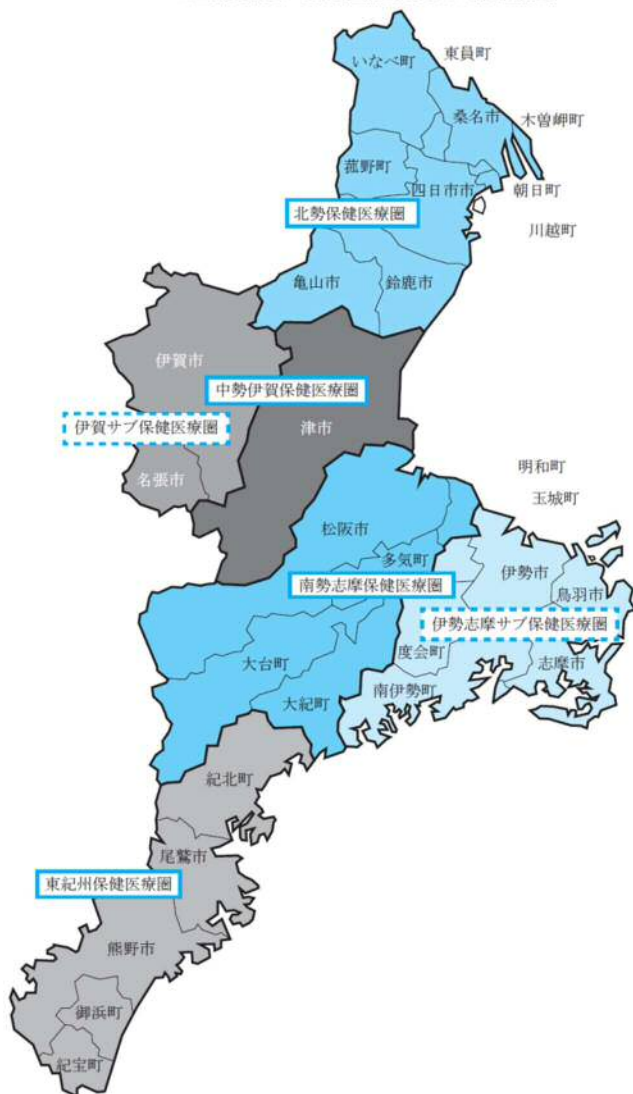 いなべ町
東員町
桑名市
木曽岬町
菰野町
四日市市
朝日町
北勢保健医療圏
川越町
亀山市
鈴鹿市
伊賀市
中勢伊賀保健医療圏
伊賀サブ保健医療圏
津市
名張市
明和町
玉城町
松阪市
多気町
伊勢市
南勢志摩保健医療圏
鳥羽市
伊勢志摩サブ保健医療圏
度会町
志摩市
大台町
南伊勢町
大紀町
紀北町
尾鷲市
東紀州保健医療圏
熊野市
御浜町
紀宝町